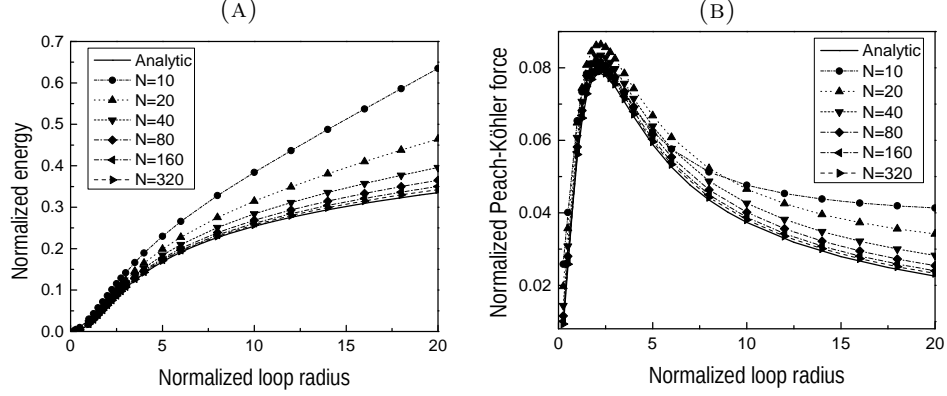 (A)
Normalized energy
0.7
0.6
0.5
0.4
0.3
0.2
0.1
0.0
Analytic
N=10
N=20
N=40
N=80
N=160
N=320
0 5 10 15 20
Normalized loop radius
(B)
Normalized Peach-Köhler force
0.08
0.06
0.04
0.02
Analytic
N=10
N=20
N=40
N=80
N=160
N=320
0 5 10 15 20
Normalized loop radius